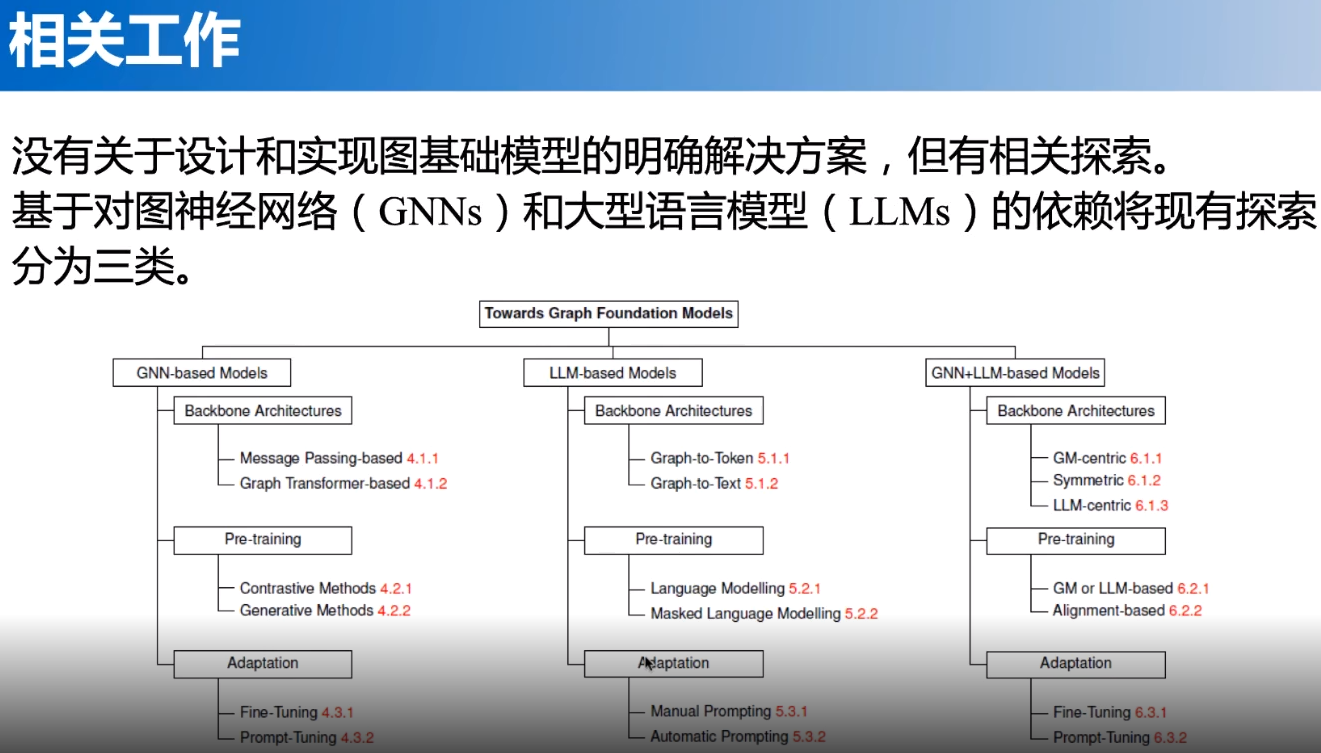 相关工作
没有关于设计和实现图基础模型的明确解决方案，但有相关探索。
基于对图神经网络（GNNs）和大型语言模型（LLMs）的依赖将现有探索
分为三类。
Towards Graph Foundation Models
GNN-based Models
Backbone Architectures
Message Passing-based 4.1.1
Graph Transformer-based 4.1.2
Pre-training
Contrastive Methods 4.2.1
Generative Methods 4.2.2
Adaptation
Fine-Tuning 4.3.1
Prompt-Tuning 4.3.2
LLM-based Models
Backbone Architectures
Graph-to-Token 5.1.1
Graph-to-Text 5.1.2
Pre-training
Language Modelling 5.2.1
Masked Language Modelling 5.2.2
Adaptation
Manual Prompting 5.3.1
Automatic Prompting 5.3.2
GNN+LLM-based Models
Backbone Architectures
GM-centric 6.1.1
Symmetric 6.1.2
LLM-centric 6.1.3
Pre-training
GM or LLM-based 6.2.1
Alignment-based 6.2.2
Adaptation
Fine-Tuning 6.3.1
Prompt-Tuning 6.3.2